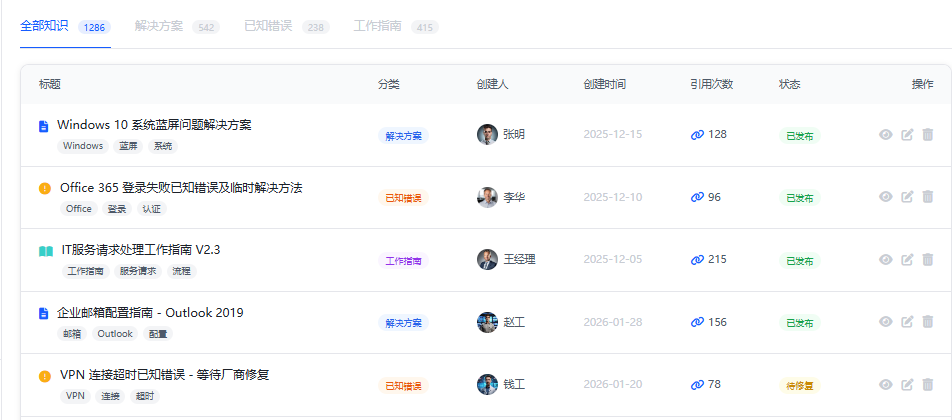 全部知识 1286 解决方案 542 已知错误 238 工作指南 415
标题 分类 创建人 创建时间 引用次数 状态 操作
Windows 10 系统蓝屏问题解决方案
Windows 蓝屏 系统
解决方案 张明 2025-12-15 128 已发布
Office 365 登录失败已知错误及临时解决方法
Office 登录 认证
已知错误 李华 2025-12-10 96 已发布
IT服务请求处理工作指南 V2.3
工作指南 服务请求 流程
工作指南 王经理 2025-12-05 215 已发布
企业邮箱配置指南 - Outlook 2019
邮箱 Outlook 配置
解决方案 赵工 2026-01-28 156 已发布
VPN 连接超时已知错误 - 等待厂商修复
VPN 连接 超时
已知错误 钱工 2026-01-20 78 待修复